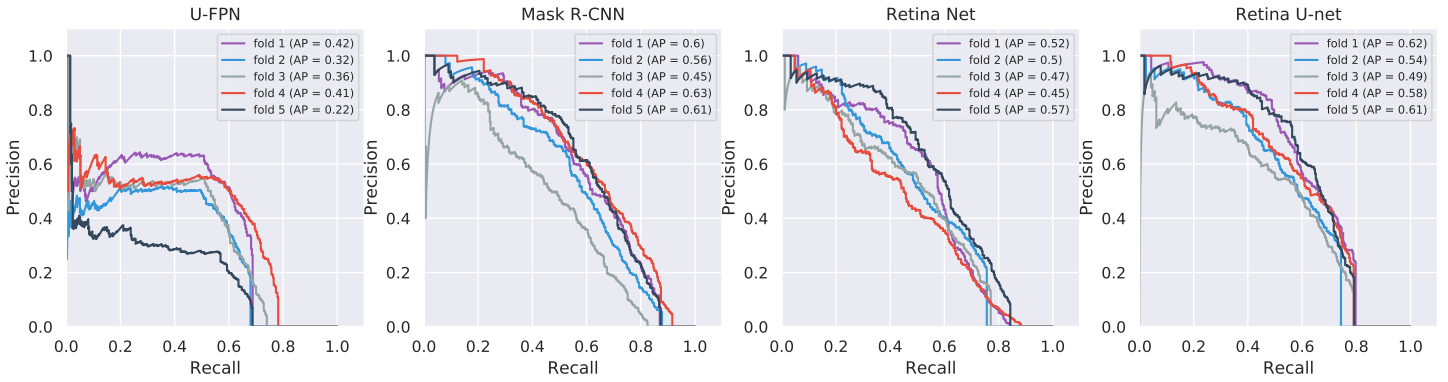 U-FPN
fold 1 (AP = 0.42)
fold 2 (AP = 0.32)
fold 3 (AP = 0.36)
fold 4 (AP = 0.41)
fold 5 (AP = 0.22)
1.0
0.8
0.6
0.4
0.2
0.0
Precision
0.0 0.2 0.4 0.6 0.8 1.0
Recall
Mask R-CNN
fold 1 (AP = 0.6)
fold 2 (AP = 0.56)
fold 3 (AP = 0.45)
fold 4 (AP = 0.63)
fold 5 (AP = 0.61)
1.0
0.8
0.6
0.4
0.2
0.0
Precision
0.0 0.2 0.4 0.6 0.8 1.0
Recall
Retina Net
fold 1 (AP = 0.52)
fold 2 (AP = 0.5)
fold 3 (AP = 0.47)
fold 4 (AP = 0.45)
fold 5 (AP = 0.57)
1.0
0.8
0.6
0.4
0.2
0.0
Precision
0.0 0.2 0.4 0.6 0.8 1.0
Recall
Retina U-net
fold 1 (AP = 0.62)
fold 2 (AP = 0.54)
fold 3 (AP = 0.49)
fold 4 (AP = 0.58)
fold 5 (AP = 0.61)
1.0
0.8
0.6
0.4
0.2
0.0
Precision
0.0 0.2 0.4 0.6 0.8 1.0
Recall